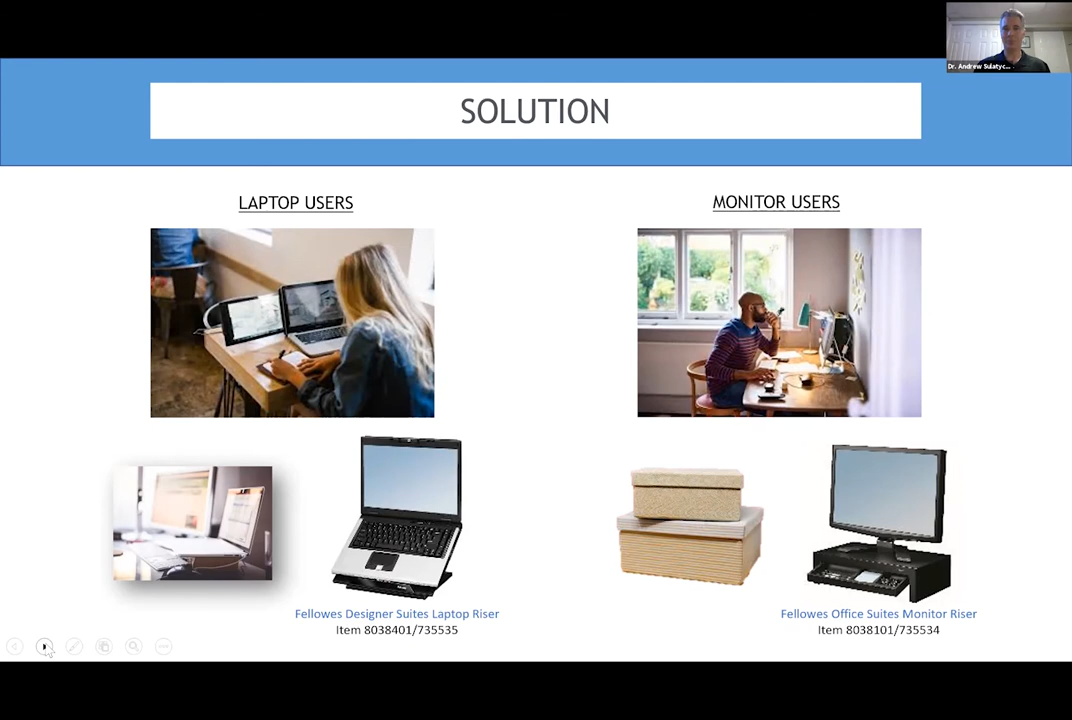 Dr. Andrew Sulatyc...
SOLUTION
LAPTOP USERS
MONITOR USERS
Fellowes Designer Suites Laptop Riser
Item 8038401/735535
Fellowes Office Suites Monitor Riser
Item 8038101/735534